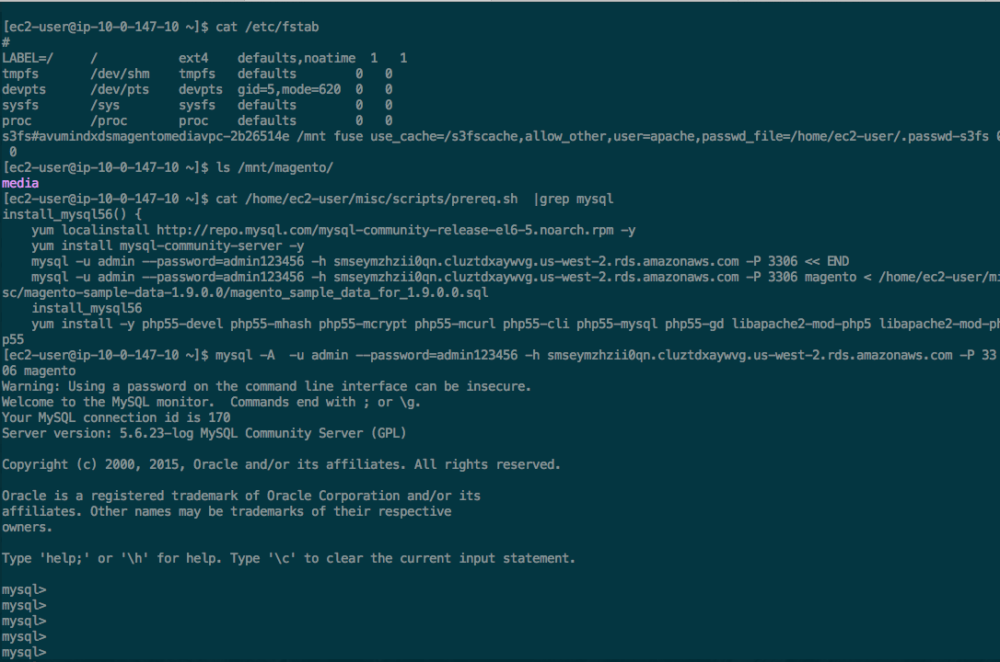 [ec2-user@ip-10-0-147-10 ~]$ cat /etc/fstab
#
LABEL=/     /           ext4    defaults,noatime  1   1
tmpfs       /dev/shm    tmpfs   defaults        0   0
devpts      /dev/pts    devpts  gid=5,mode=620  0   0
sysfs       /sys        sysfs   defaults        0   0
proc        /proc       proc    defaults        0   0
s3fs#avumindxdsmagentomediavpc-2b26514e /mnt fuse use_cache=/s3fscache,allow_other,user=apache,passwd_file=/home/ec2-user/.passwd-s3fs 0
 0
[ec2-user@ip-10-0-147-10 ~]$ ls /mnt/magento/
media
[ec2-user@ip-10-0-147-10 ~]$ cat /home/ec2-user/misc/scripts/prereq.sh  |grep mysql
install_mysql56() {
    yum localinstall http://repo.mysql.com/mysql-community-release-el6-5.noarch.rpm -y
    yum install mysql-community-server -y
    mysql -u admin --password=admin123456 -h smseymzhzii0qn.cluztdxaywvg.us-west-2.rds.amazonaws.com -P 3306 << END
    mysql -u admin --password=admin123456 -h smseymzhzii0qn.cluztdxaywvg.us-west-2.rds.amazonaws.com -P 3306 magento < /home/ec2-user/mi
sc/magento-sample-data-1.9.0.0/magento_sample_data_for_1.9.0.0.sql
    install_mysql56
    yum install -y php55-devel php55-mhash php55-mcrypt php55-mcurl php55-cli php55-mysql php55-gd libapache2-mod-php5 libapache2-mod-ph
p55
[ec2-user@ip-10-0-147-10 ~]$ mysql -A  -u admin --password=admin123456 -h smseymzhzii0qn.cluztdxaywvg.us-west-2.rds.amazonaws.com -P 33
06 magento
Warning: Using a password on the command line interface can be insecure.
Welcome to the MySQL monitor.  Commands end with ; or \g.
Your MySQL connection id is 170
Server version: 5.6.23-log MySQL Community Server (GPL)

Copyright (c) 2000, 2015, Oracle and/or its affiliates. All rights reserved.

Oracle is a registered trademark of Oracle Corporation and/or its
affiliates. Other names may be trademarks of their respective
owners.

Type 'help;' or '\h' for help. Type '\c' to clear the current input statement.

mysql>
mysql>
mysql>
mysql>
mysql>